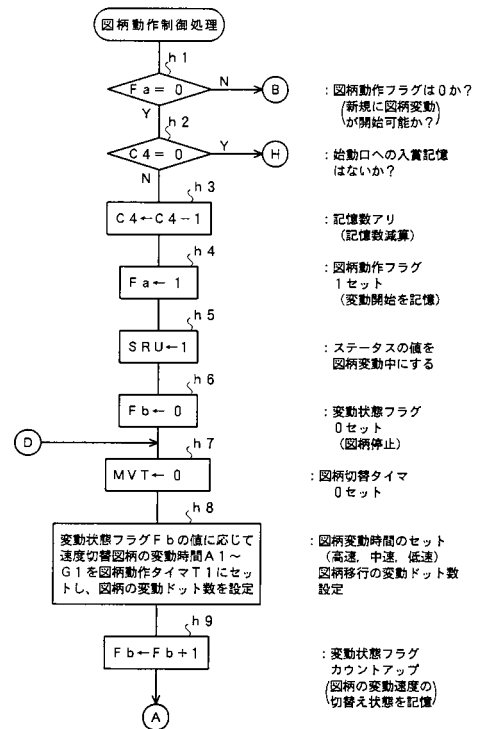 図柄動作制御処理
h1
Fa=0
N
B
:図柄動作フラグは0か?
(新規に図柄変動
が開始可能か?)
Y
h2
C4=0
Y
H
:始動口への入賞記憶
はないか?
N
h3
C4←C4-1
:記憶数アリ
(記憶数減算)
h4
Fa←1
:図柄動作フラグ
1セット
(変動開始を記憶)
h5
SRU←1
:ステータスの値を
図柄変動中にする
h6
Fb←0
:変動状態フラグ
0セット
(図柄停止)
D
h7
MVT←0
:図柄切替タイマ
0セット
h8
変動状態フラグFbの値に応じて
速度切替図柄の変動時間A1~
G1を図柄動作タイマT1にセッ
トし、図柄の変動ドット数を設定
:図柄変動時間のセット
(高速,中速,低速)
図柄移行の変動ドット数
設定
h9
Fb←Fb+1
:変動状態フラグ
カウントアップ
(図柄の変動速度の
切替え状態を記憶)
A